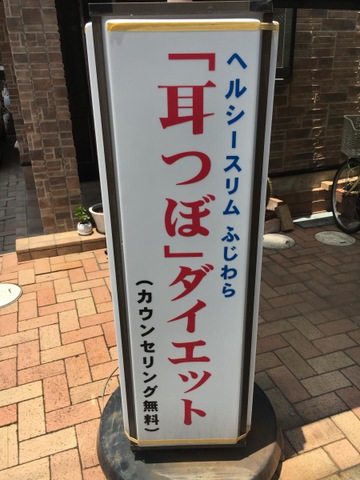 ヘルシースリム ふじわら
「耳つぼ」ダイエット
(カウンセリング無料)